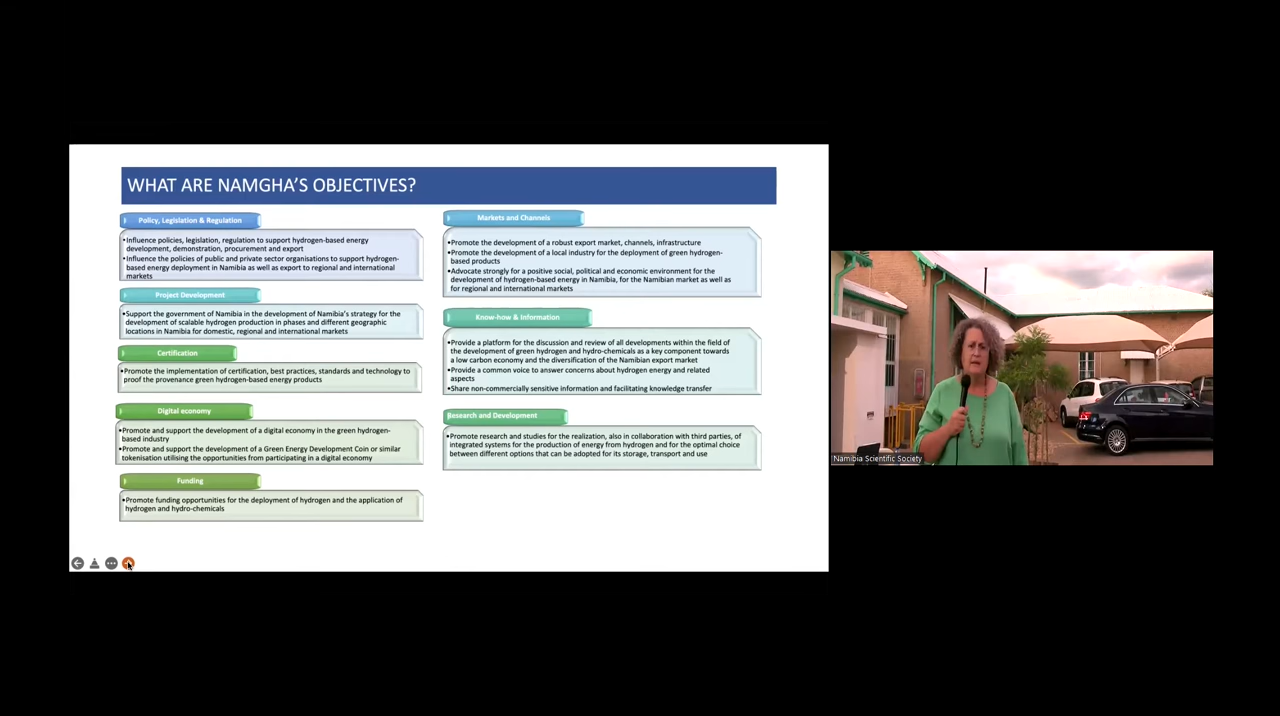 WHAT ARE NAMGHA'S OBJECTIVES?
Policy, Legislation & Regulation
•Influence policies, legislation, regulation to support hydrogen-based energy
development, demonstration, procurement and export
•Influence the policies of public and private sector organisations to support hydrogen-
based energy deployment in Namibia as well as export to regional and international
markets
Project Development
•Support the government of Namibia in the development of Namibia's strategy for the
development of scalable hydrogen production in phases and different geographic
locations in Namibia for domestic, regional and international markets
Certification
•Promote the implementation of certification, best practices, standards and technology to
proof the provenance green hydrogen-based energy products
Digital economy
•Promote and support the development of a digital economy in the green hydrogen-
based industry
•Promote and support the development of a Green Energy Development Coin or similar
tokenisation utilising the opportunities from participating in a digital economy
Funding
•Promote funding opportunities for the deployment of hydrogen and the application of
hydrogen and hydro-chemicals
Markets and Channels
•Promote the development of a robust export market, channels, infrastructure
•Promote the development of a local industry for the deployment of green hydrogen-
based products
•Advocate strongly for a positive social, political and economic environment for the
development of hydrogen-based energy in Namibia, for the Namibian market as well as
for regional and international markets
Know-how & Information
•Provide a platform for the discussion and review of all developments within the field of
the development of green hydrogen and hydro-chemicals as a key component towards
a low carbon economy and the diversification of the Namibian export market
•Provide a common voice to answer concerns about hydrogen energy and related
aspects
•Share non-commercially sensitive information and facilitating knowledge transfer
Research and Development
•Promote research and studies for the realization, also in collaboration with third parties, of
integrated systems for the production of energy from hydrogen and for the optimal choice
between different options that can be adopted for its storage, transport and use
Namibia Scientific Society